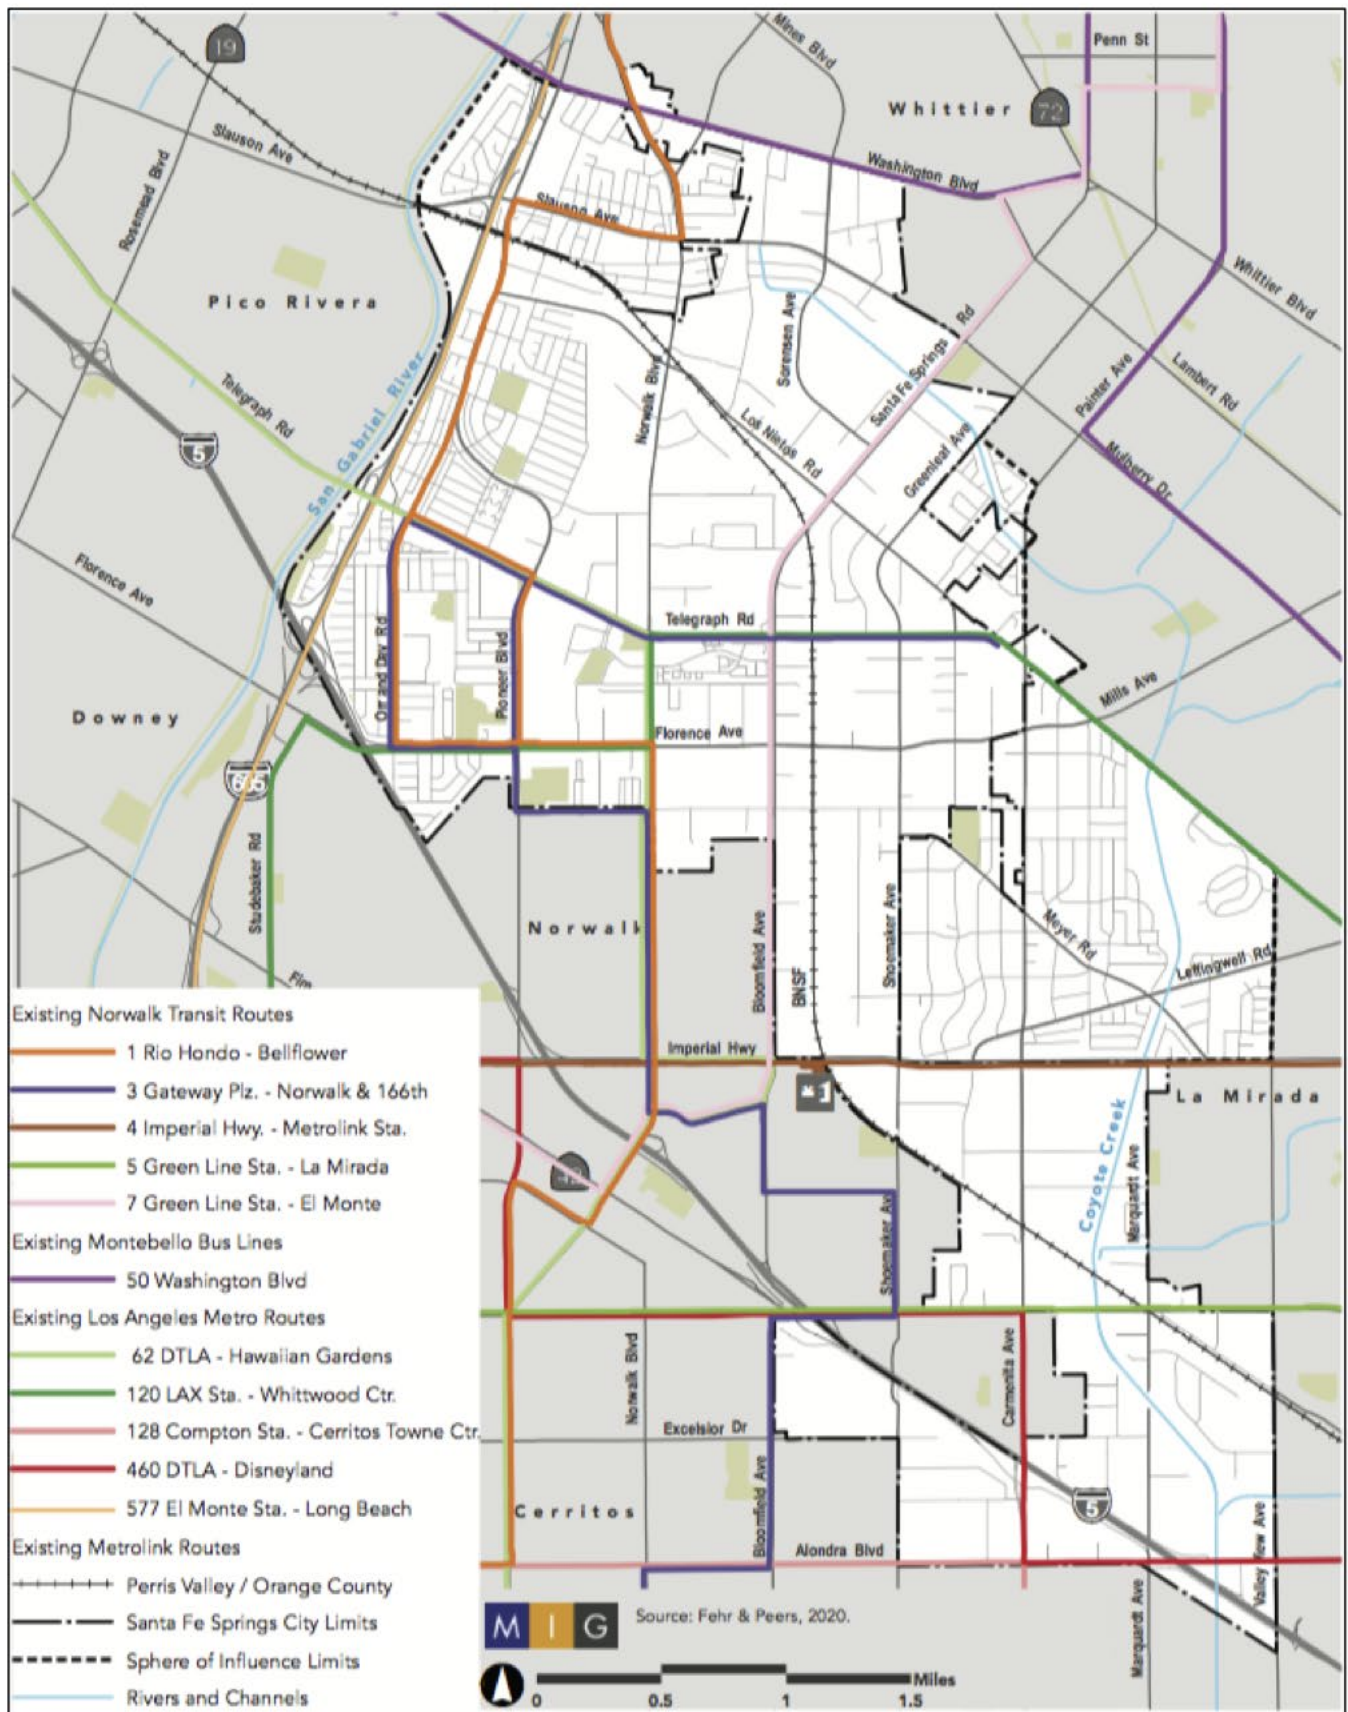 19
Mines Blvd
Penn St
Whittier
72
Slauson Ave
Rosemead Blvd
Washington Blvd
Slauson Ave
Whittier Blvd
Pico Rivera
Sorensen Ave
Santa Fe Springs Rd
Norwalk Blvd
Painter Ave
Lambert Rd
Telegraph Rd
San Gabriel River
5
Los Nietos Rd
Greenleaf Ave
Mulberry Dr
Florence Ave
Telegraph Rd
Orr and Day Rd
Pioneer Blvd
Mills Ave
Downey
Florence Ave
605
Studebaker Rd
Norwalk
Bloomfield Ave
BNSF
Shoemaker Ave
Meyer Rd
Leffingwell Rd
Imperial Hwy
La Mirada
Coyote Creek
Marquardt Ave
Shoemaker Av
Norwalk Blvd
Carmenita Ave
Excelsior Dr
Bloomfield Ave
Cerritos
5
Alondra Blvd
Valley View Ave
Marquardt Ave
Existing Norwalk Transit Routes
1 Rio Hondo - Bellflower
3 Gateway Plz. - Norwalk & 166th
4 Imperial Hwy. - Metrolink Sta.
5 Green Line Sta. - La Mirada
7 Green Line Sta. - El Monte
Existing Montebello Bus Lines
50 Washington Blvd
Existing Los Angeles Metro Routes
62 DTLA - Hawaiian Gardens
120 LAX Sta. - Whittwood Ctr.
128 Compton Sta. - Cerritos Towne Ctr.
460 DTLA - Disneyland
577 El Monte Sta. - Long Beach
Existing Metrolink Routes
Perris Valley / Orange County
Santa Fe Springs City Limits
Sphere of Influence Limits
Rivers and Channels
M I G
Source: Fehr & Peers, 2020.
Miles
0 0.5 1 1.5